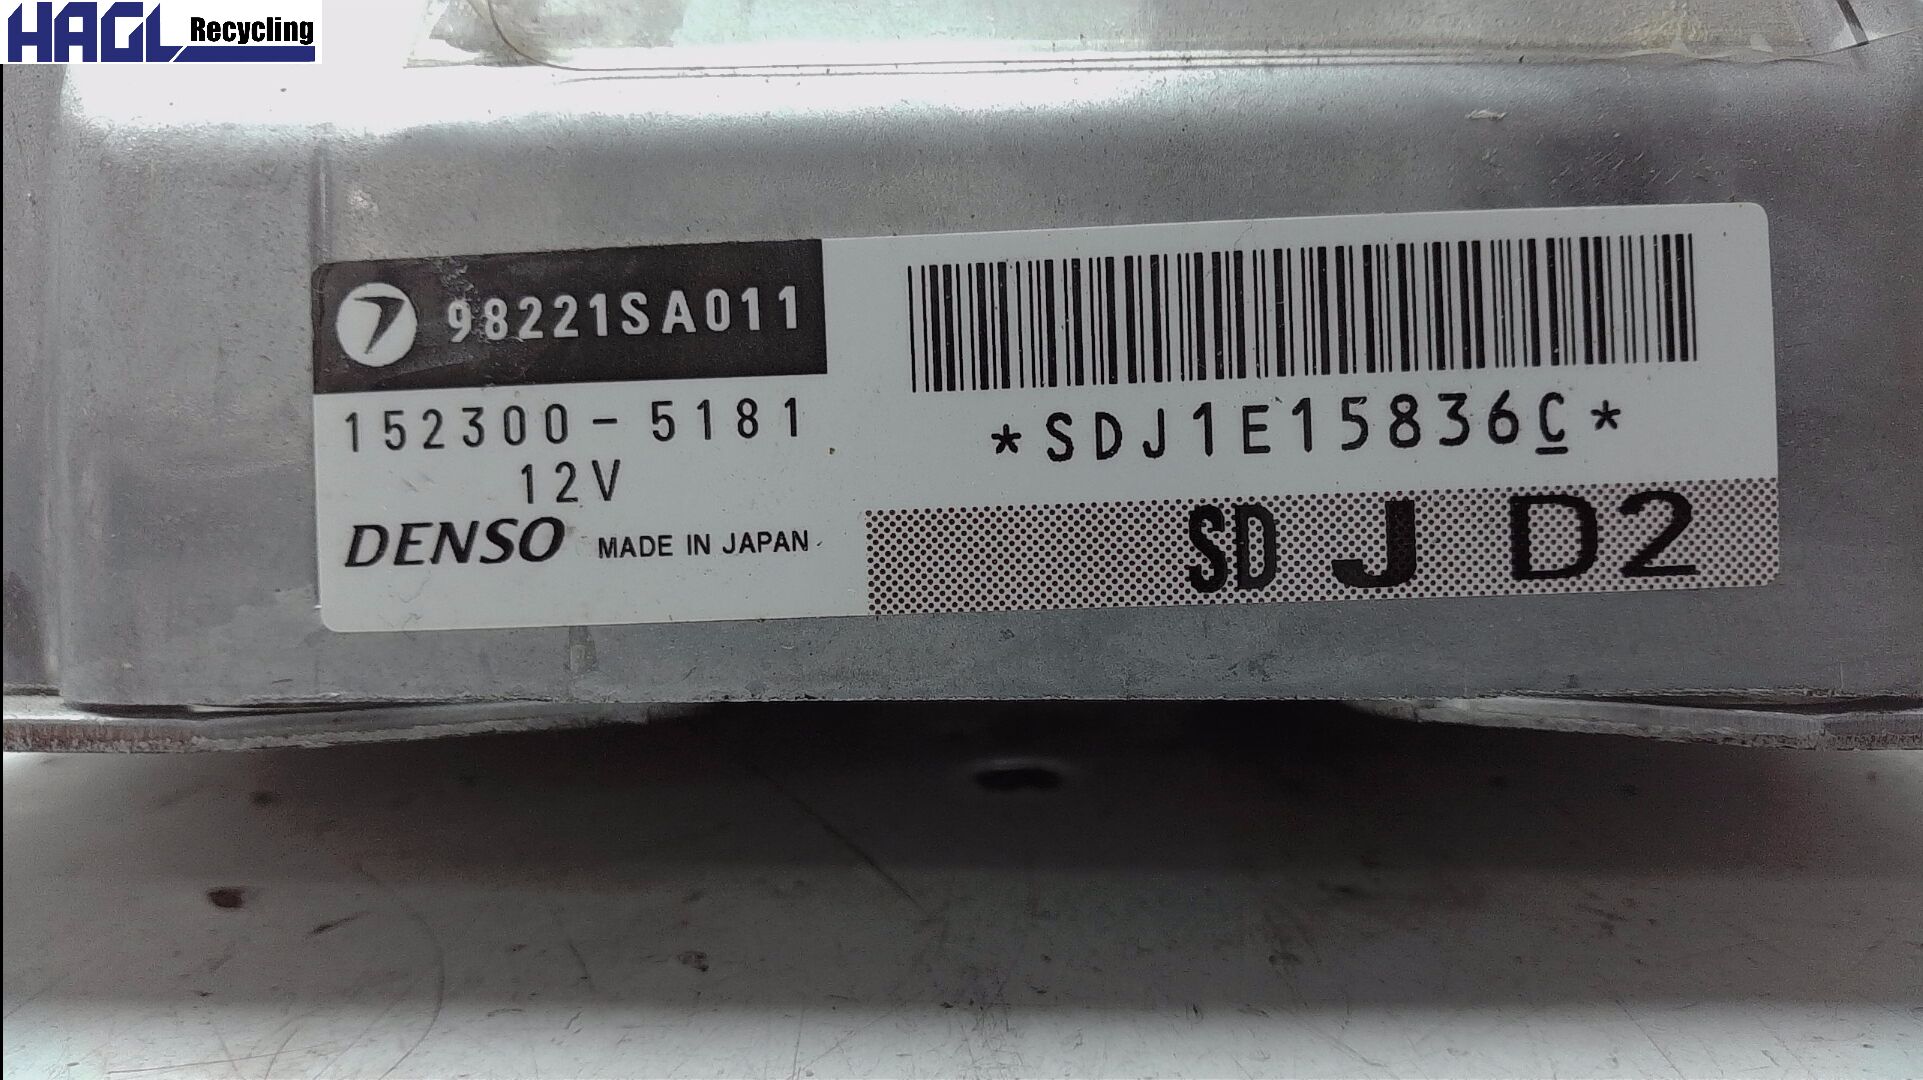 HAGL Recycling
98221SA011
152300-5181
12V
DENSO MADE IN JAPAN
*SDJ1E15836C*
SD J D2